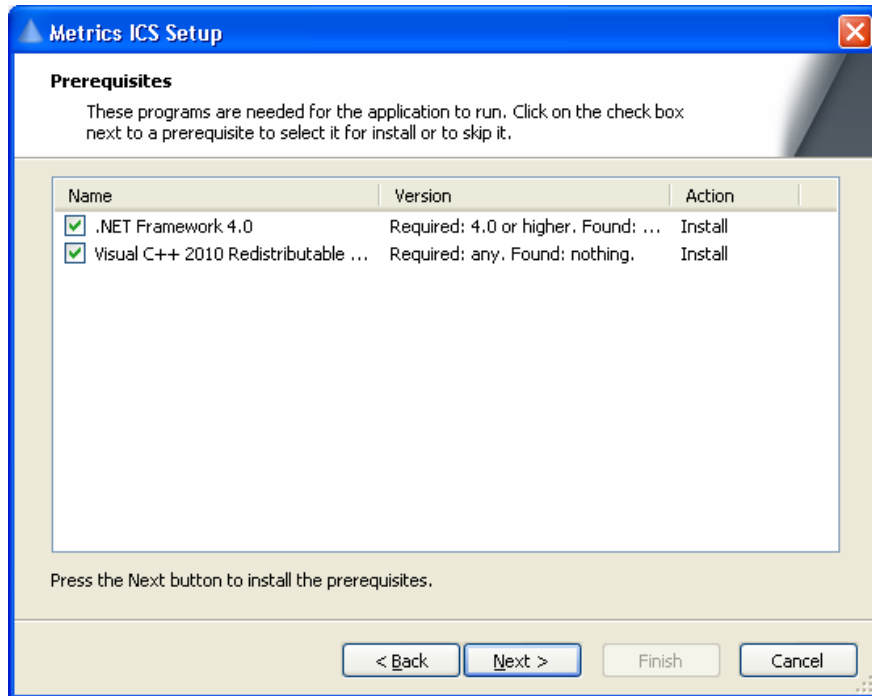 Metrics ICS Setup
Prerequisites
These programs are needed for the application to run. Click on the check box
next to a prerequisite to select it for install or to skip it.
Name Version Action
.NET Framework 4.0 Required: 4.0 or higher. Found: ... Install
Visual C++ 2010 Redistributable ... Required: any. Found: nothing. Install
Press the Next button to install the prerequisites.
< Back Next > Finish Cancel